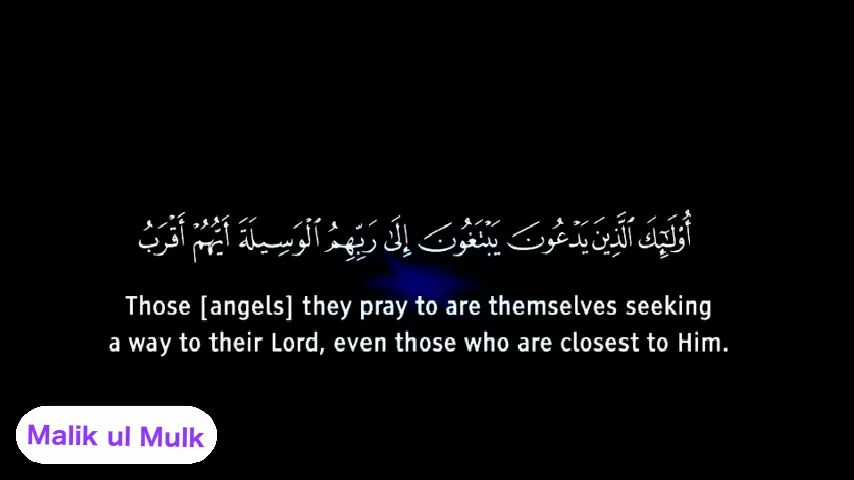 أُو۟لَـٰٓئِكَ ٱلَّذِينَ يَدْعُونَ يَبْتَغُونَ إِلَىٰ رَبِّهِمُ ٱلْوَسِيلَةَ أَيُّهُمْ أَقْرَبُ
Those [angels] they pray to are themselves seeking
a way to their Lord, even those who are closest to Him.
Malik ul Mulk